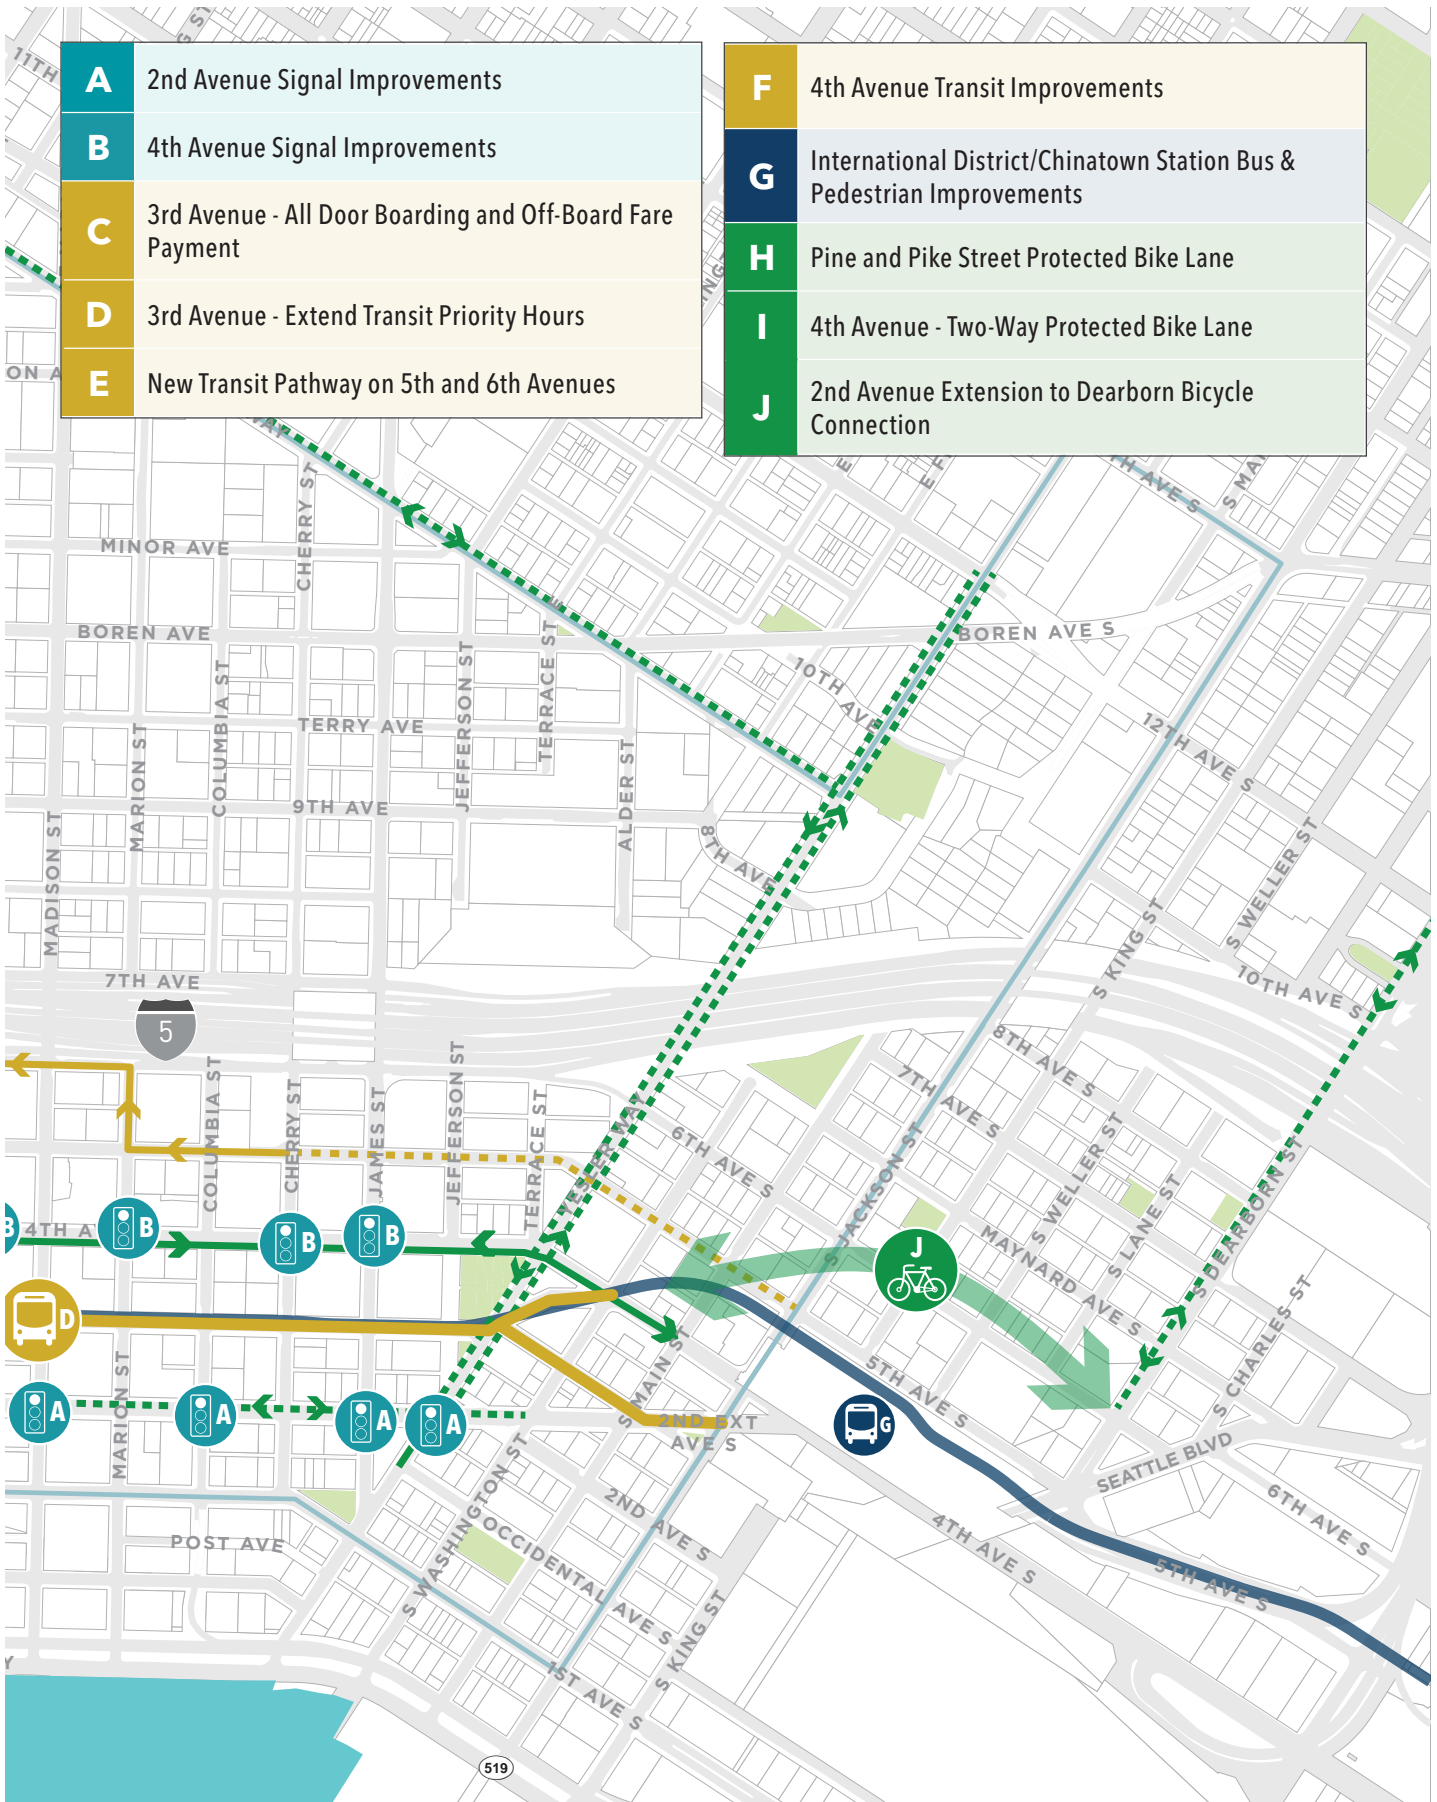 A
2nd Avenue Signal Improvements
B
4th Avenue Signal Improvements
C
3rd Avenue - All Door Boarding and Off-Board Fare
Payment
D
3rd Avenue - Extend Transit Priority Hours
E
New Transit Pathway on 5th and 6th Avenues
F
4th Avenue Transit Improvements
G
International District/Chinatown Station Bus &
Pedestrian Improvements
H
Pine and Pike Street Protected Bike Lane
I
4th Avenue - Two-Way Protected Bike Lane
J
2nd Avenue Extension to Dearborn Bicycle
Connection
11TH
CHERRY ST
MINOR AVE
BOREN AVE
BOREN AVE S
10TH AVE
TERRACE ST
JEFFERSON ST
COLUMBIA ST
TERRY AVE
MARION ST
12TH AVE S
9TH AVE
ALDER ST
8TH AVE
MADISON ST
S WELLER ST
S KING ST
7TH AVE
10TH AVE S
5
8TH AVE S
7TH AVE S
COLUMBIA ST
CHERRY ST
JAMES ST
JEFFERSON ST
TERRACE ST
YESLER WAY
6TH AVE S
S JACKSON ST
S WELLER ST
S LANE ST
S DEARBORN ST
MAYNARD AVE S
4TH A
B
B
B
B
J
D
S MAIN ST
5TH AVE S
S CHARLES ST
MARION ST
A
A
A
A
2ND EXT
AVE S
G
SEATTLE BLVD
S WASHINGTON ST
2ND AVE S
6TH AVE S
POST AVE
OCCIDENTAL AVE S
4TH AVE S
5TH AVE S
S KING ST
1ST AVE S
519